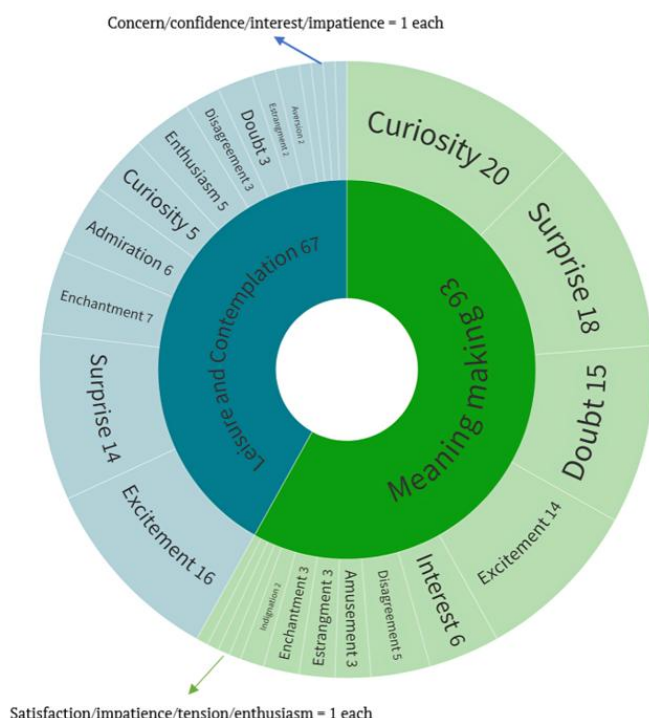 Concern/confidence/interest/impatience = 1 each
Curiosity 20
Surprise 18
Doubt 15
Excitement 14
Interest 6
Disagreement 5
Amusement 3
Estrangment 3
Enchantment 3
Indignation 2
Meaning making 93
Leisure and Contemplation 67
Excitement 16
Surprise 14
Enchantment 7
Admiration 6
Curiosity 5
Enthusiasm 5
Disagreement 3
Doubt 3
Estrangment 2
Aversion 2
Satisfaction/impatience/tension/enthusiasm = 1 each